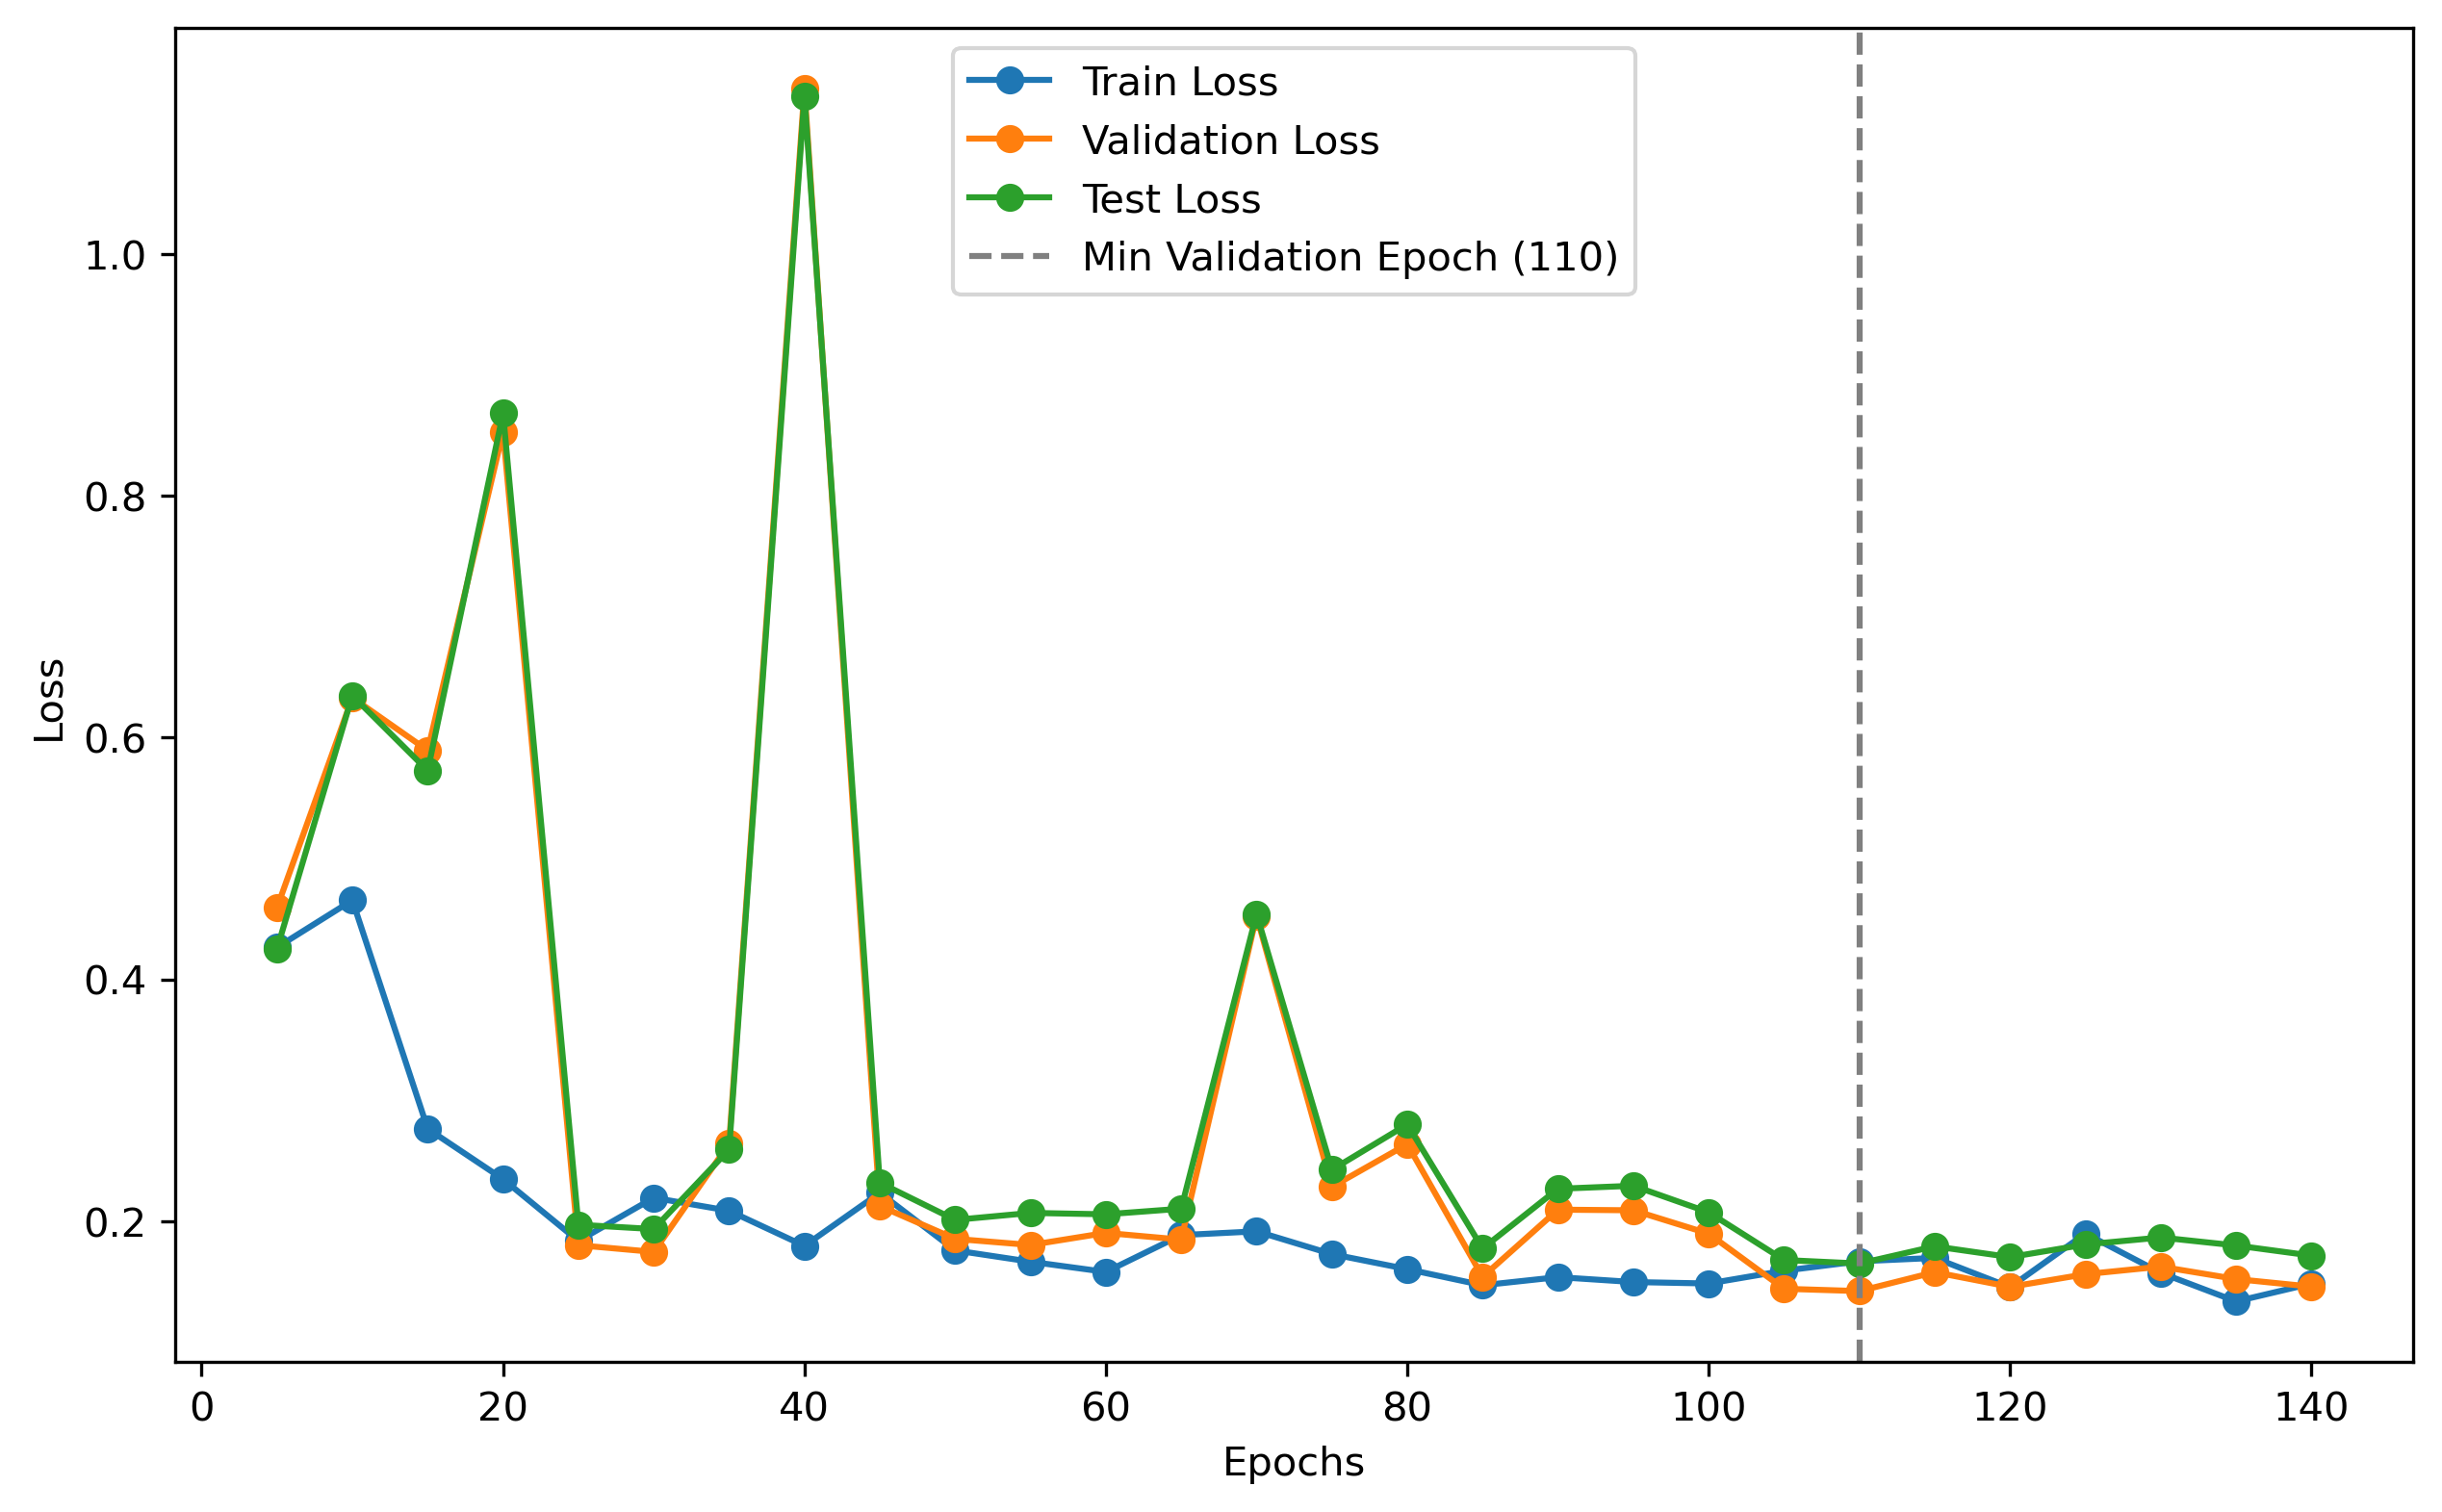 Train Loss
Validation Loss
Test Loss
Min Validation Epoch (110)
1.0
0.8
0.6
0.4
0.2
Loss
0 20 40 60 80 100 120 140
Epochs